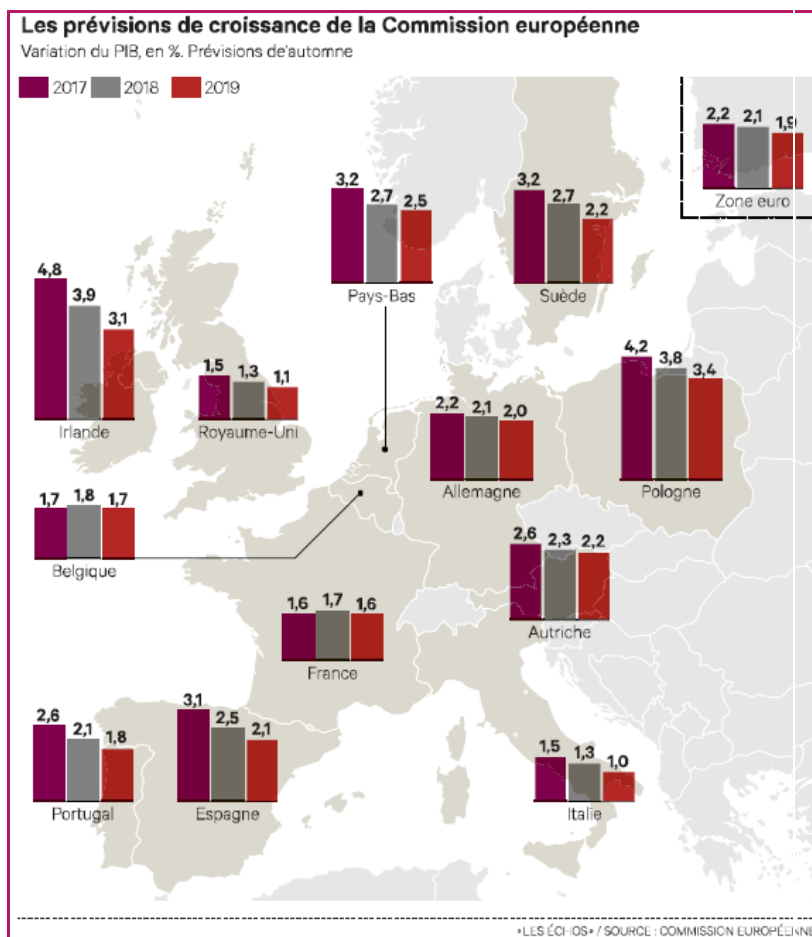 Les prévisions de croissance de la Commission européenne
Variation du PIB, en %. Prévisions de'automne
2017 2018 2019
2,2 2,1 1,9
Zone euro
3,2 2,7 2,5
Pays-Bas
3,2 2,7 2,2
Suède
4,8 3,9 3,1
Irlande
1,5 1,3 1,1
Royaume-Uni
2,2 2,1 2,0
Allemagne
4,2 3,8 3,4
Pologne
1,7 1,8 1,7
Belgique
2,6 2,3 2,2
Autriche
1,6 1,7 1,6
France
2,6 2,1 1,8
Portugal
3,1 2,5 2,1
Espagne
1,5 1,3 1,0
Italie
«LES ÉCHOS» / SOURCE : COMMISSION EUROPÉENN